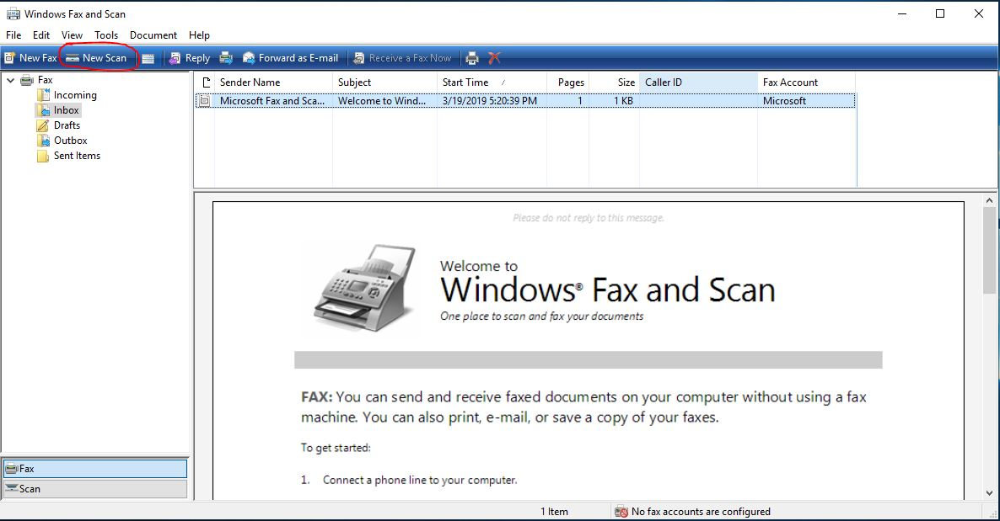 Windows Fax and Scan
File Edit View Tools Document Help
New Fax New Scan Reply Forward as E-mail Receive a Fax Now
Fax
Incoming
Inbox
Drafts
Outbox
Sent Items
Sender Name Subject Start Time Pages Size Caller ID Fax Account
Microsoft Fax and Sca... Welcome to Wind... 3/19/2019 5:20:39 PM 1 1 KB Microsoft
Please do not reply to this message.
Welcome to
Windows® Fax and Scan
One place to scan and fax your documents
FAX: You can send and receive faxed documents on your computer without using a fax
machine. You can also print, e-mail, or save a copy of your faxes.
To get started:
1. Connect a phone line to your computer.
Fax
Scan
1 Item No fax accounts are configured